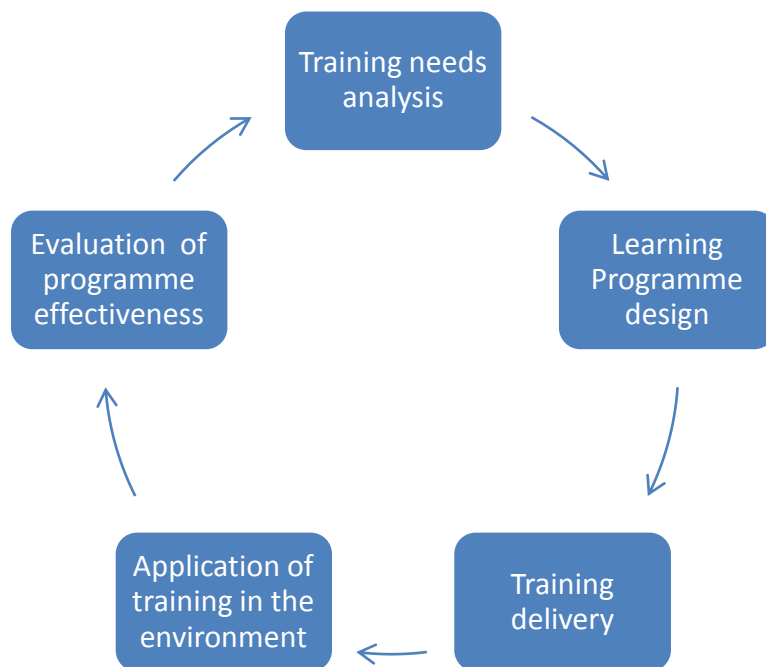 Training needs
analysis
Learning
Programme
design
Training
delivery
Application of
training in the
environment
Evaluation of
programme
effectiveness